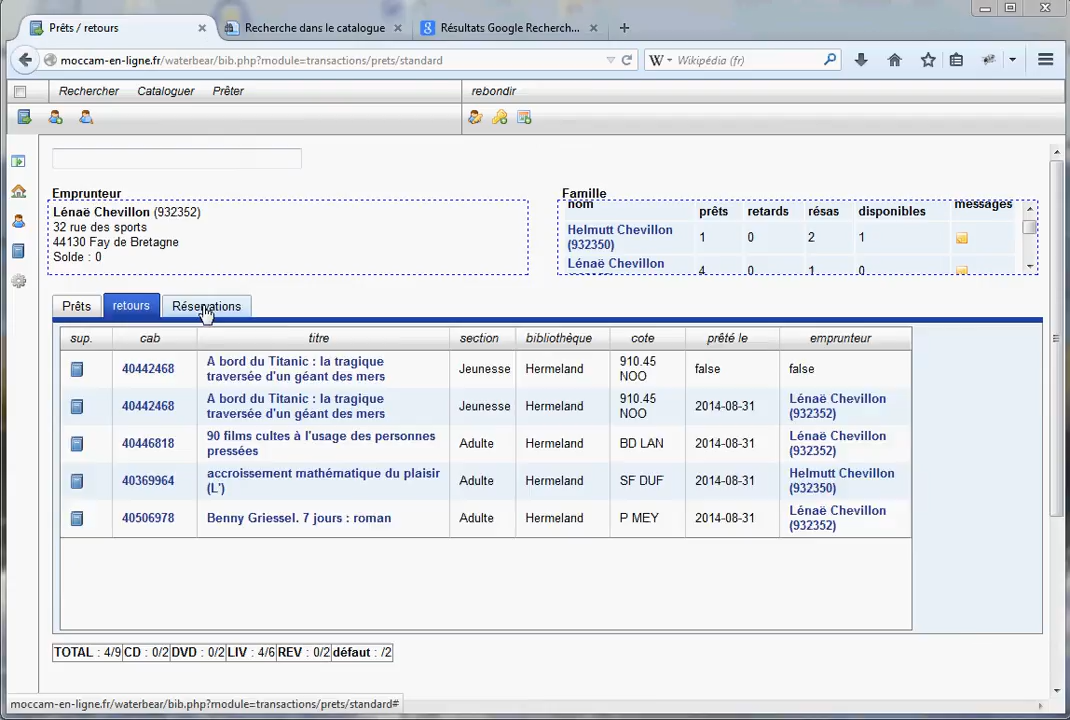 Prêts / retours
Recherche dans le catalogue
Résultats Google Recherch...
moccam-en-ligne.fr/waterbear/bib.php?module=transactions/prets/standard
W Wikipédia (fr)
Rechercher Cataloguer Prêter
rebondir
Emprunteur
Lénaë Chevillon (932352)
32 rue des sports
44130 Fay de Bretagne
Solde : 0
Famille
nom prêts retards résas disponibles messages
Helmutt Chevillon (932350) 1 0 2 1
Lénaë Chevillon 4 0 1 0
Prêts retours Réservations
sup. cab titre section bibliothèque cote prêté le emprunteur
40442468 A bord du Titanic : la tragique traversée d'un géant des mers Jeunesse Hermeland 910.45 NOO false false
40442468 A bord du Titanic : la tragique traversée d'un géant des mers Jeunesse Hermeland 910.45 NOO 2014-08-31 Lénaë Chevillon (932352)
40446818 90 films cultes à l'usage des personnes pressées Adulte Hermeland BD LAN 2014-08-31 Lénaë Chevillon (932352)
40369964 accroissement mathématique du plaisir (L') Adulte Hermeland SF DUF 2014-08-31 Helmutt Chevillon (932350)
40506978 Benny Griessel. 7 jours : roman Adulte Hermeland P MEY 2014-08-31 Lénaë Chevillon (932352)
TOTAL : 4/9 CD : 0/2 DVD : 0/2 LIV : 4/6 REV : 0/2 défaut : /2
moccam-en-ligne.fr/waterbear/bib.php?module=transactions/prets/standard#